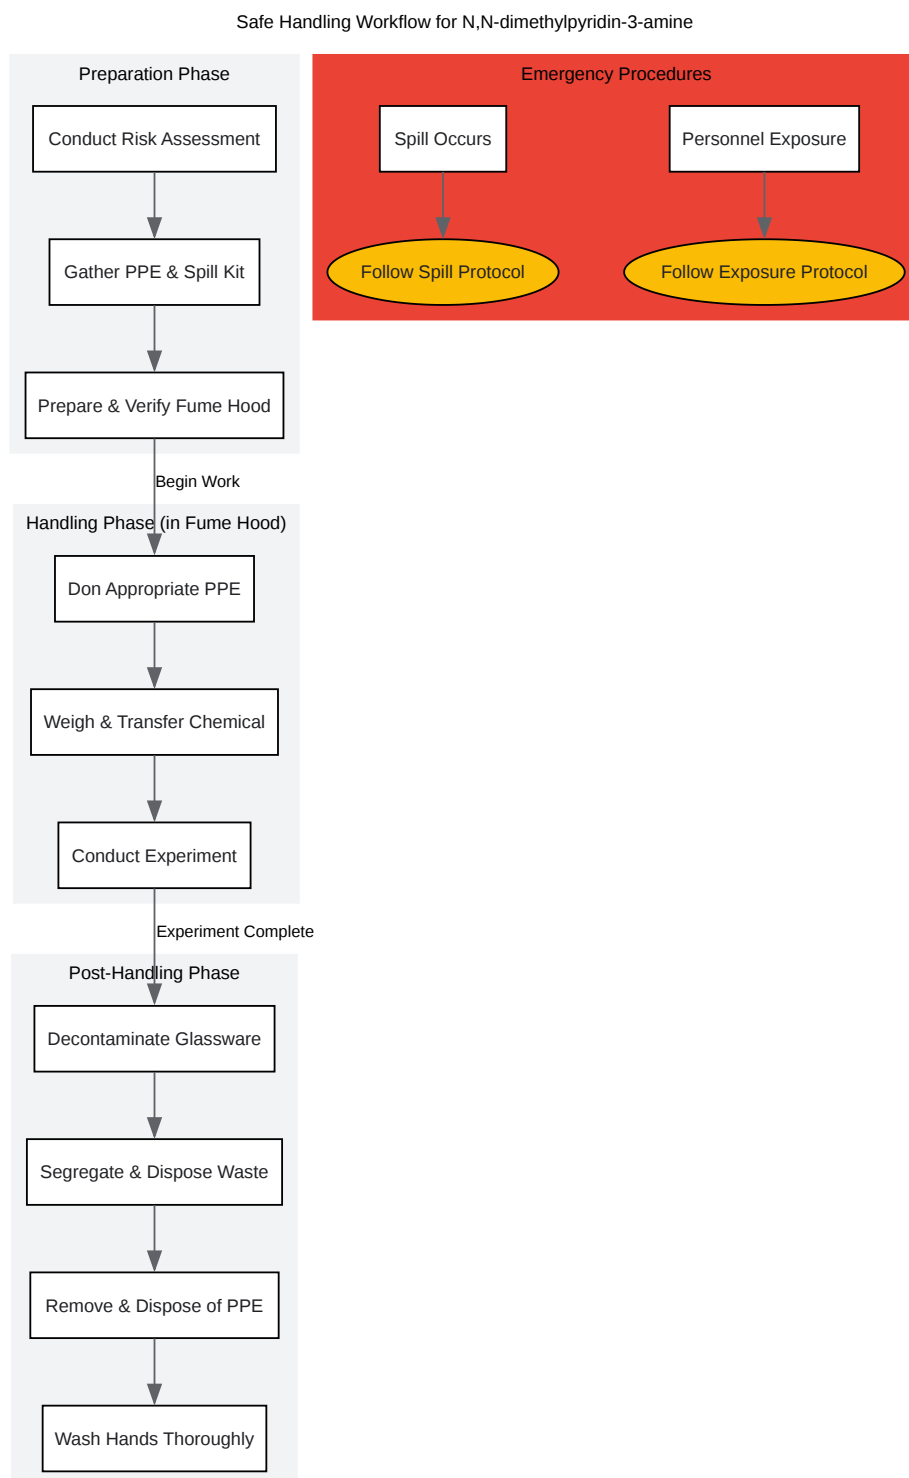 Safe Handling Workflow for N,N-dimethylpyridin-3-amine
Preparation Phase
Conduct Risk Assessment
Gather PPE & Spill Kit
Prepare & Verify Fume Hood
Begin Work
Handling Phase (in Fume Hood)
Don Appropriate PPE
Weigh & Transfer Chemical
Conduct Experiment
Experiment Complete
Post-Handling Phase
Decontaminate Glassware
Segregate & Dispose Waste
Remove & Dispose of PPE
Wash Hands Thoroughly
Emergency Procedures
Spill Occurs
Follow Spill Protocol
Personnel Exposure
Follow Exposure Protocol